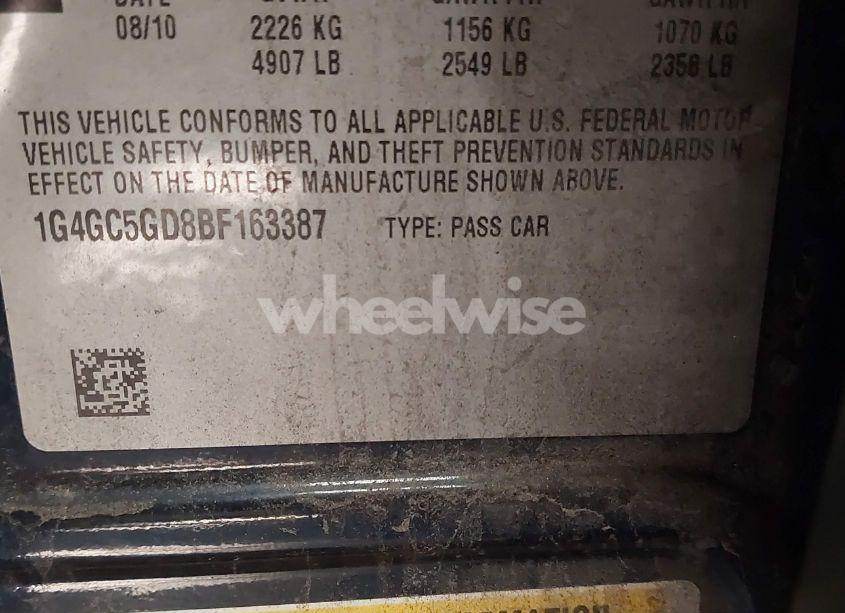 DATE
08/10 2226 KG 1156 KG 1070 KG
4907 LB 2549 LB 2358 LB
THIS VEHICLE CONFORMS TO ALL APPLICABLE U.S. FEDERAL MOTOR
VEHICLE SAFETY, BUMPER, AND THEFT PREVENTION STANDARDS IN
EFFECT ON THE DATE OF MANUFACTURE SHOWN ABOVE.
1G4GC5GD8BF163387 TYPE: PASS CAR
wheelwise